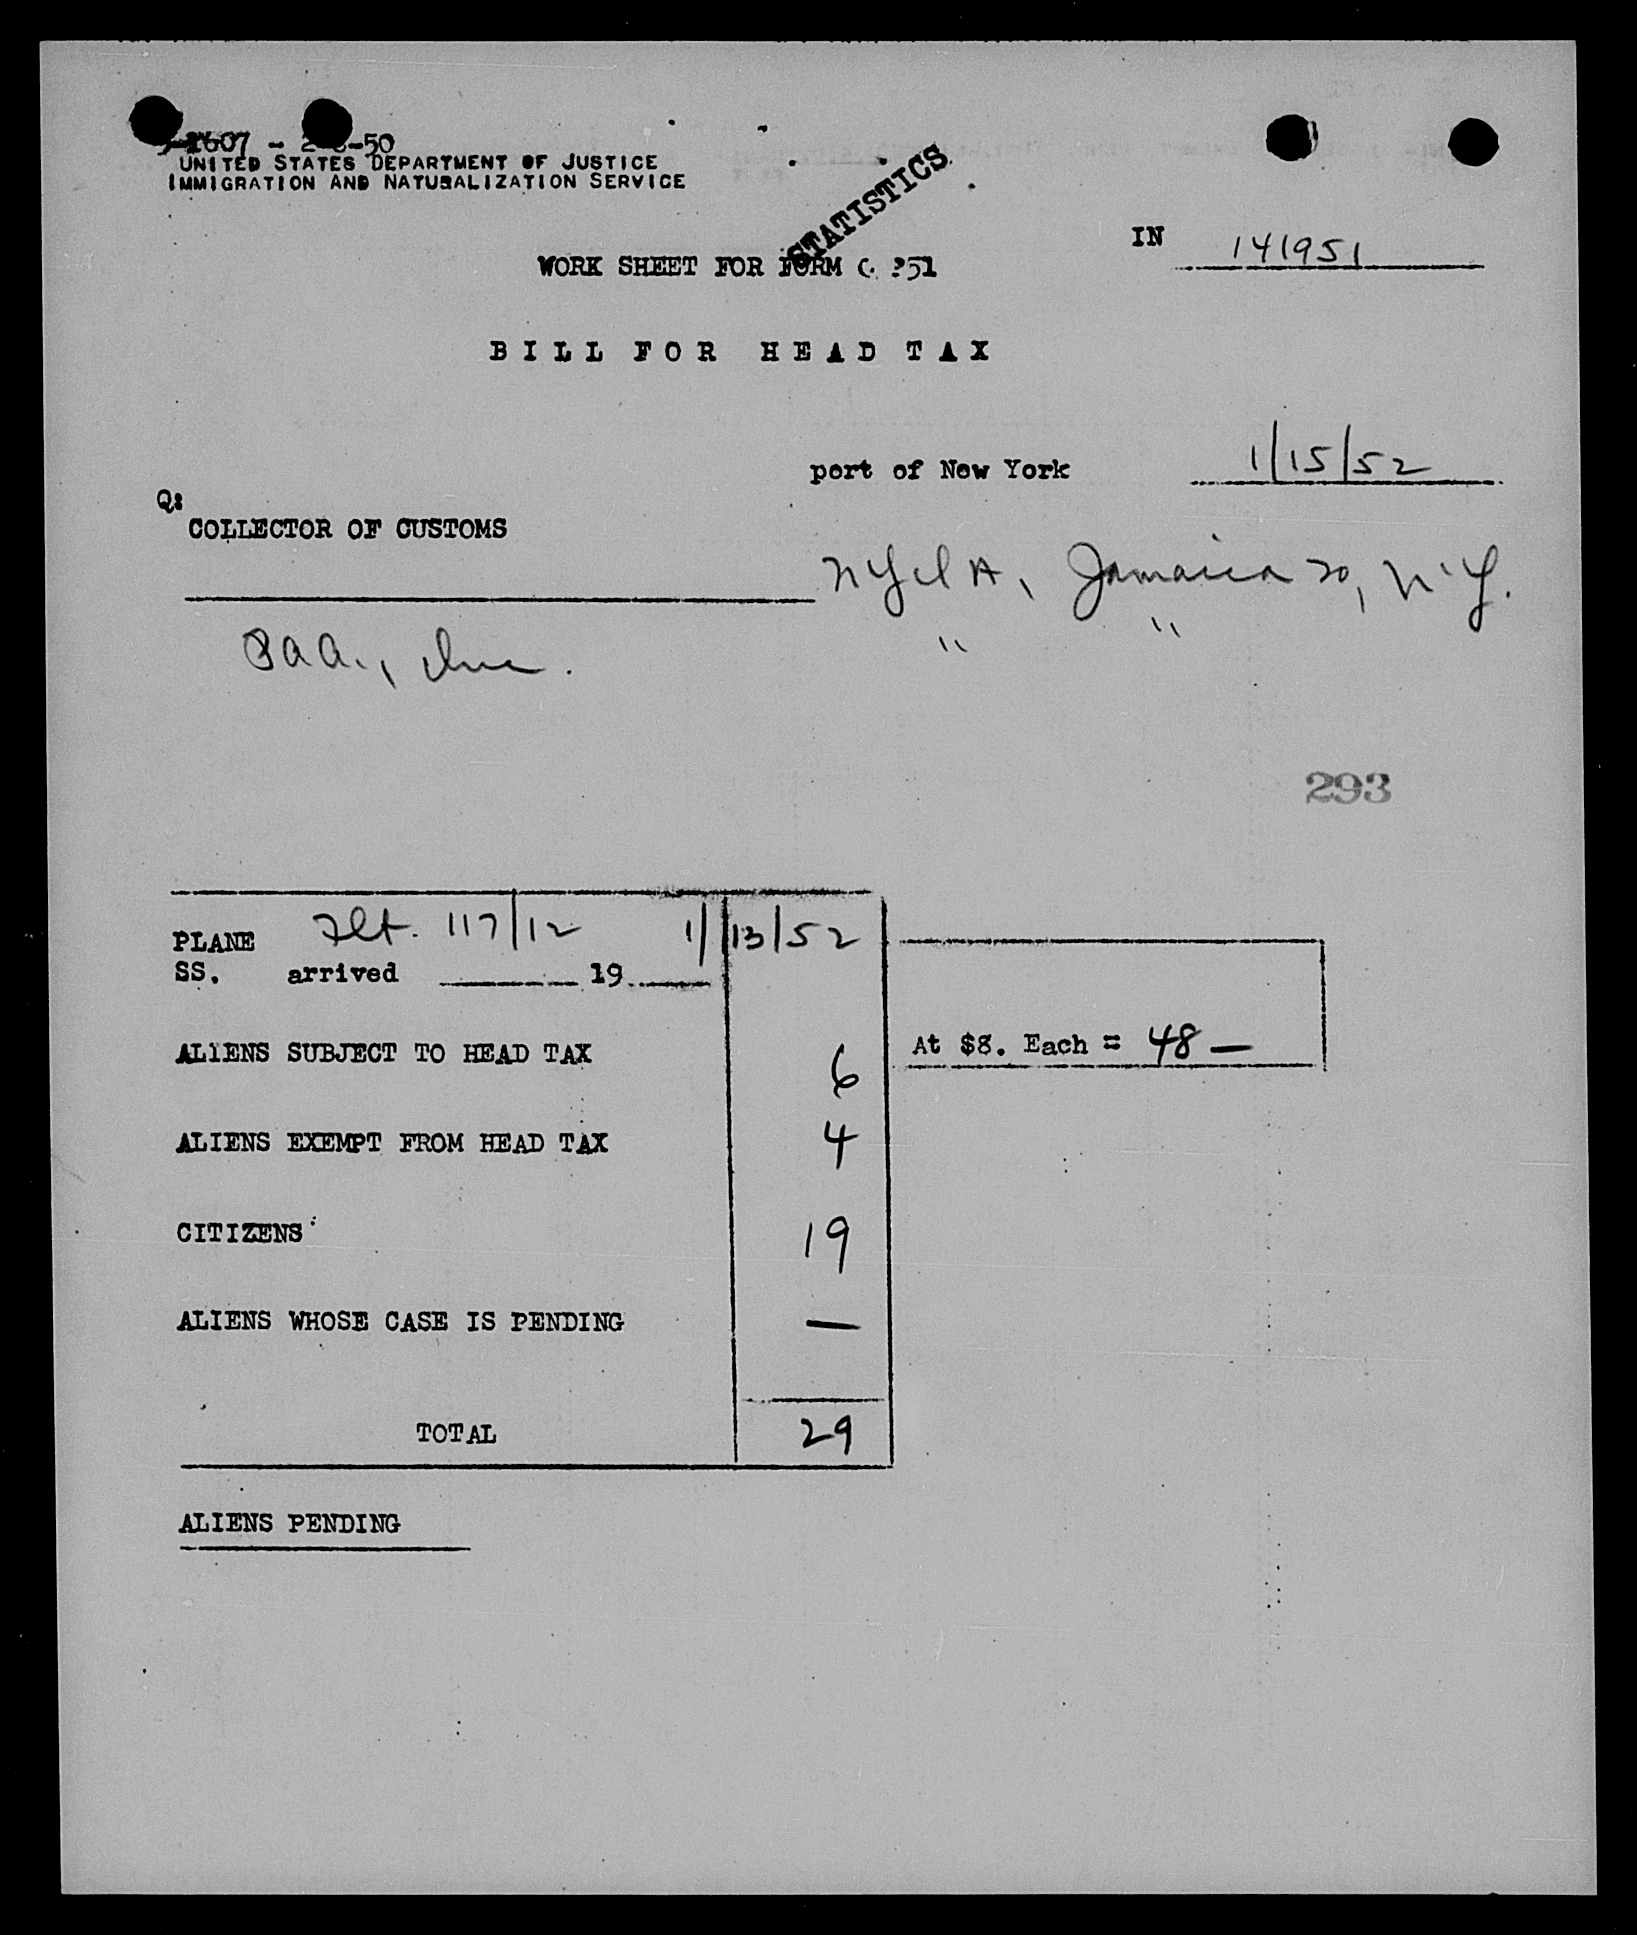 -50
UNITED STATES DEPARTMENT OF JUSTICE
IMMIGRATION AND NATURALIZATION SERVICE
STATISTICS
IN 141951
WORK SHEET FOR FORM
BILL FOR HEAD TAX
port of New York 1/15/52
COLLECTOR OF CUSTOMS
Jamaica 20, N.Y.
" "
293
PLANE Flt. 117/12 1/13/52
SS. arrived 19
ALIENS SUBJECT TO HEAD TAX 6 At $8. Each = 48 —
ALIENS EXEMPT FROM HEAD TAX 4
CITIZENS 19
ALIENS WHOSE CASE IS PENDING —
TOTAL 29
ALIENS PENDING